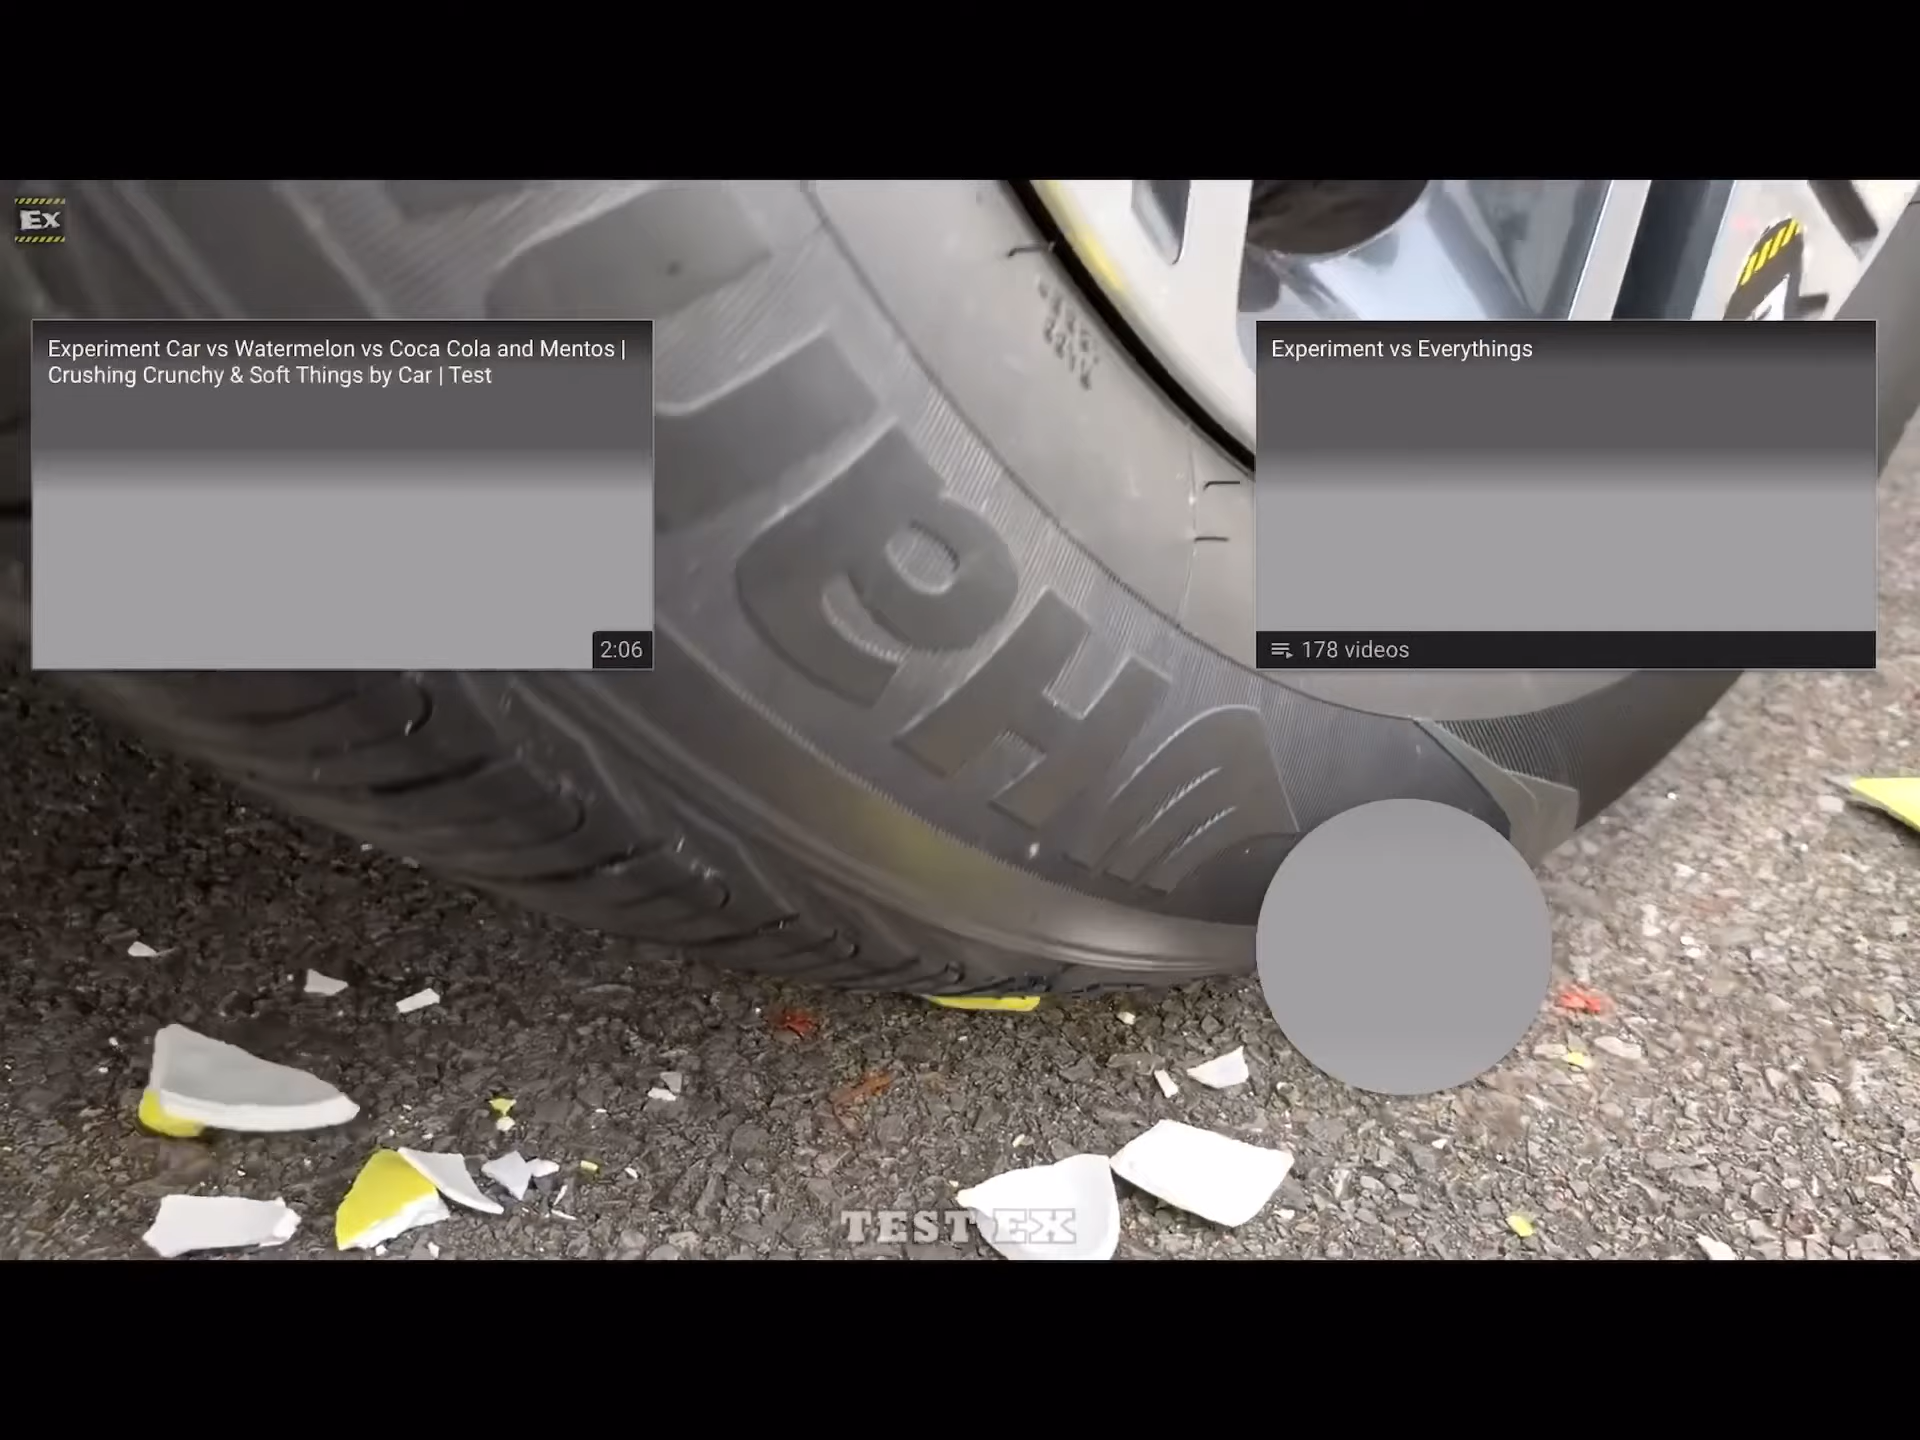 Ex
Experiment Car vs Watermelon vs Coca Cola and Mentos |
Crushing Crunchy & Soft Things by Car | Test
2:06
Experiment vs Everythings
178 videos
TEST EX